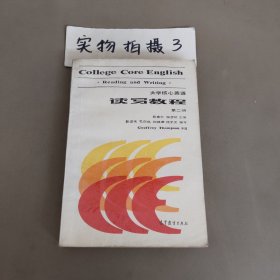 实物拍摄3
College Core English
· Reading and Writing ·
大学核心英语
读写教程
第二册
Geoffrey Thompson
高等教育出版社